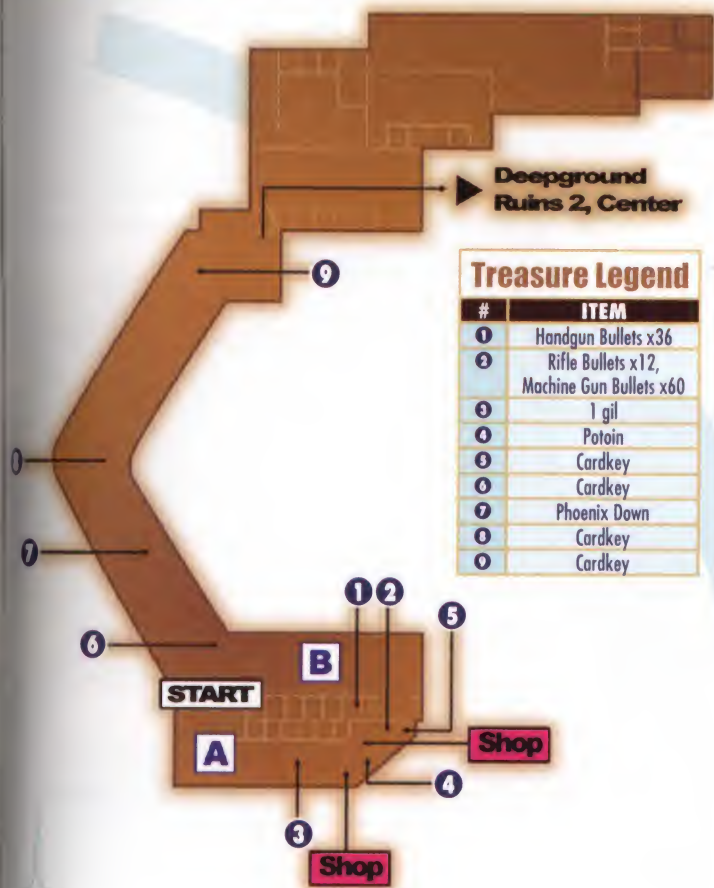 Deepground
Ruins 2, Center
Treasure Legend
# ITEM
1 Handgun Bullets x36
2 Rifle Bullets x12,
Machine Gun Bullets x60
3 1 gil
4 Potoin
5 Cardkey
6 Cardkey
7 Phoenix Down
8 Cardkey
9 Cardkey
9
8
7
6
1 2
5
B
START
A
Shop
4
3
Shop